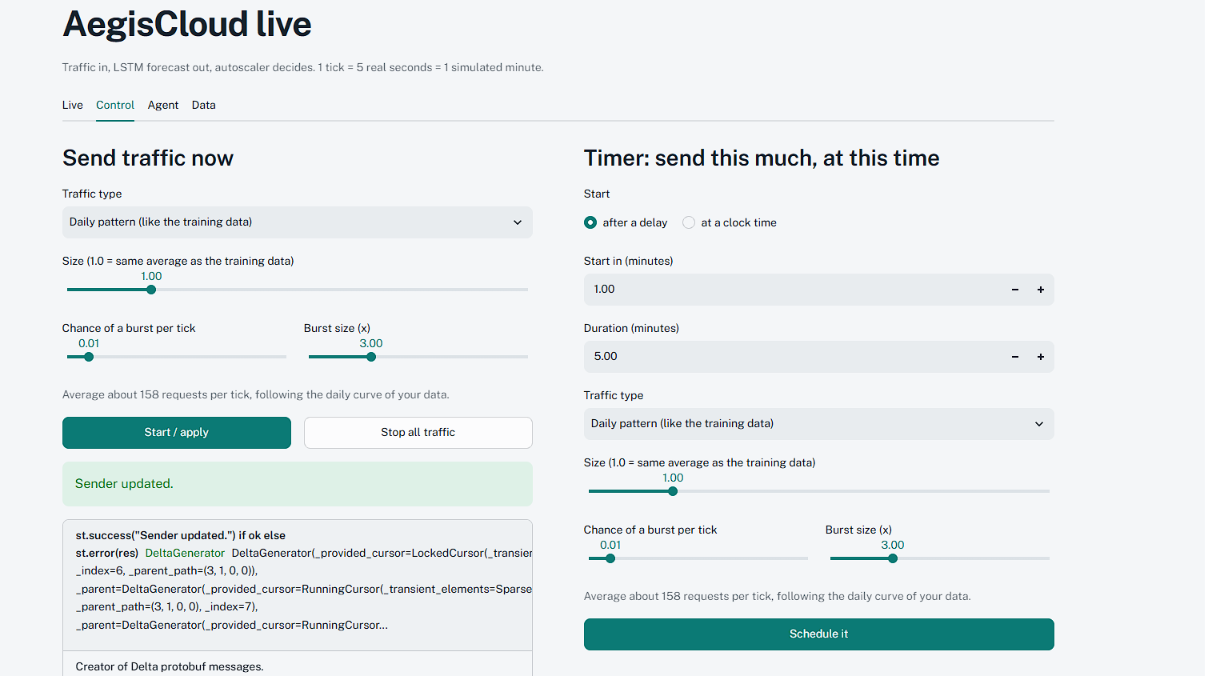 AegisCloud live
Traffic in, LSTM forecast out, autoscaler decides. 1 tick = 5 real seconds = 1 simulated minute.
Live Control Agent Data
Send traffic now
Traffic type
Daily pattern (like the training data)
Size (1.0 = same average as the training data)
1.00
Chance of a burst per tick Burst size (x)
0.01 3.00
Average about 158 requests per tick, following the daily curve of your data.
Start / apply Stop all traffic
Sender updated.
st.success("Sender updated.") if ok else
st.error(res) DeltaGenerator DeltaGenerator(_provided_cursor=LockedCursor(_transien
_index=6, _parent_path=(3, 1, 0, 0)),
_parent=DeltaGenerator(_provided_cursor=RunningCursor(_transient_elements=Sparse
_parent_path=(3, 1, 0, 0), _index=7),
_parent=DeltaGenerator(_provided_cursor=RunningCursor...
Creator of Delta protobuf messages.
Timer: send this much, at this time
Start
after a delay at a clock time
Start in (minutes)
1.00
Duration (minutes)
5.00
Traffic type
Daily pattern (like the training data)
Size (1.0 = same average as the training data)
1.00
Chance of a burst per tick Burst size (x)
0.01 3.00
Average about 158 requests per tick, following the daily curve of your data.
Schedule it